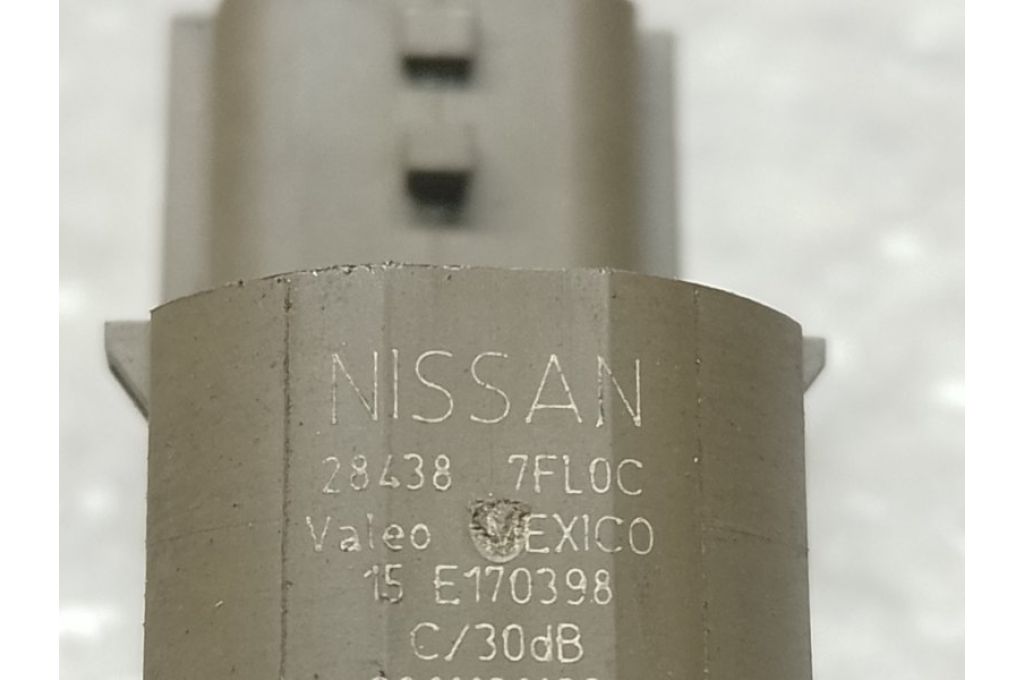 NISSAN
28438 7FL0C
Valeo MEXICO
15 E170398
C/30dB